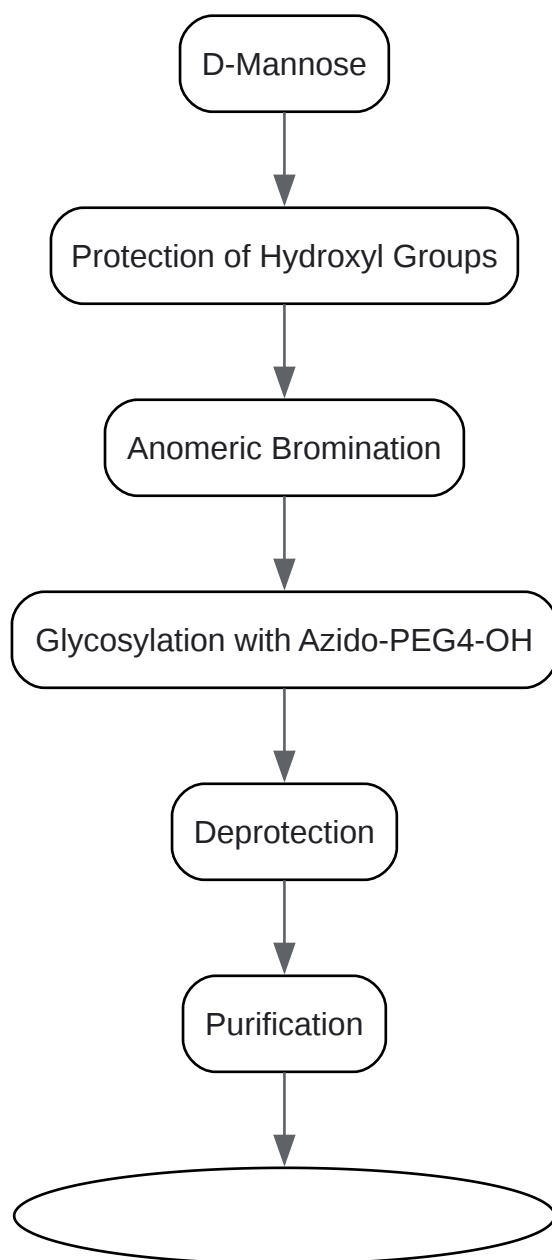 D-Mannose
Protection of Hydroxyl Groups
Anomeric Bromination
Glycosylation with Azido-PEG4-OH
Deprotection
Purification